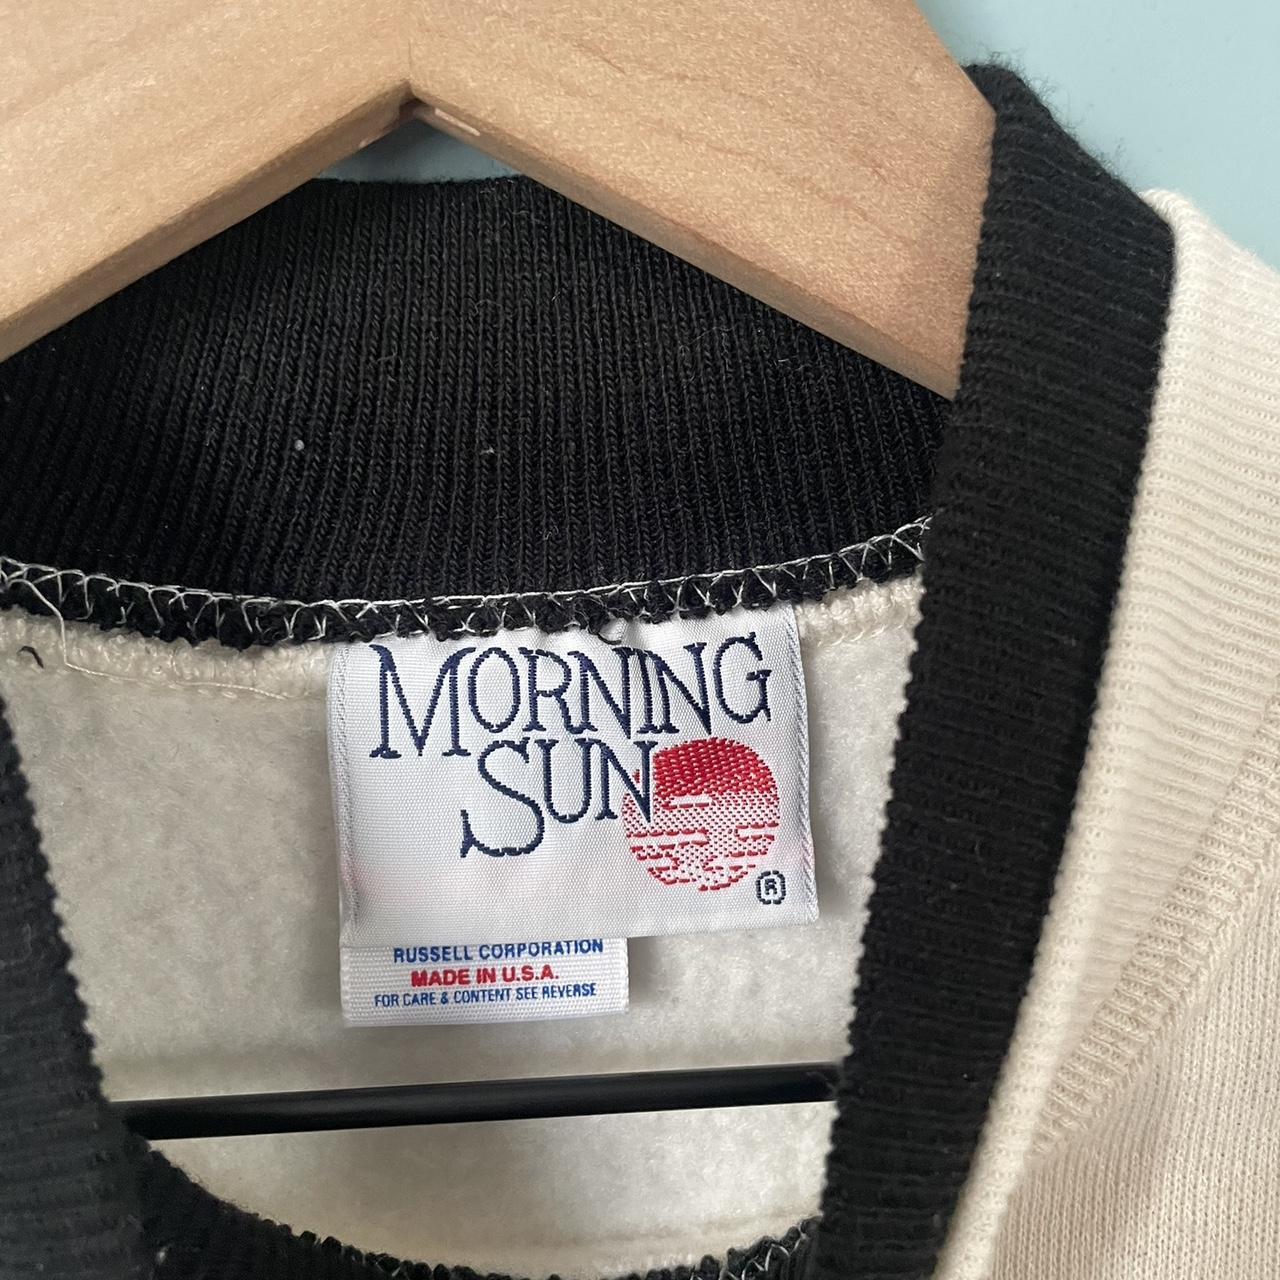 MORNING
SUN
®
RUSSELL CORPORATION
MADE IN U.S.A.
FOR CARE & CONTENT SEE REVERSE